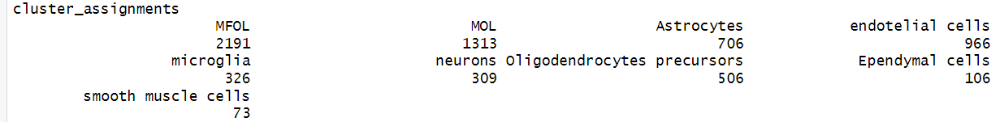 cluster_assignments
MFOL MOL Astrocytes endotelial cells
2191 1313 706 966
microglia neurons Oligodendrocytes precursors Ependymal cells
326 309 506 106
smooth muscle cells
73